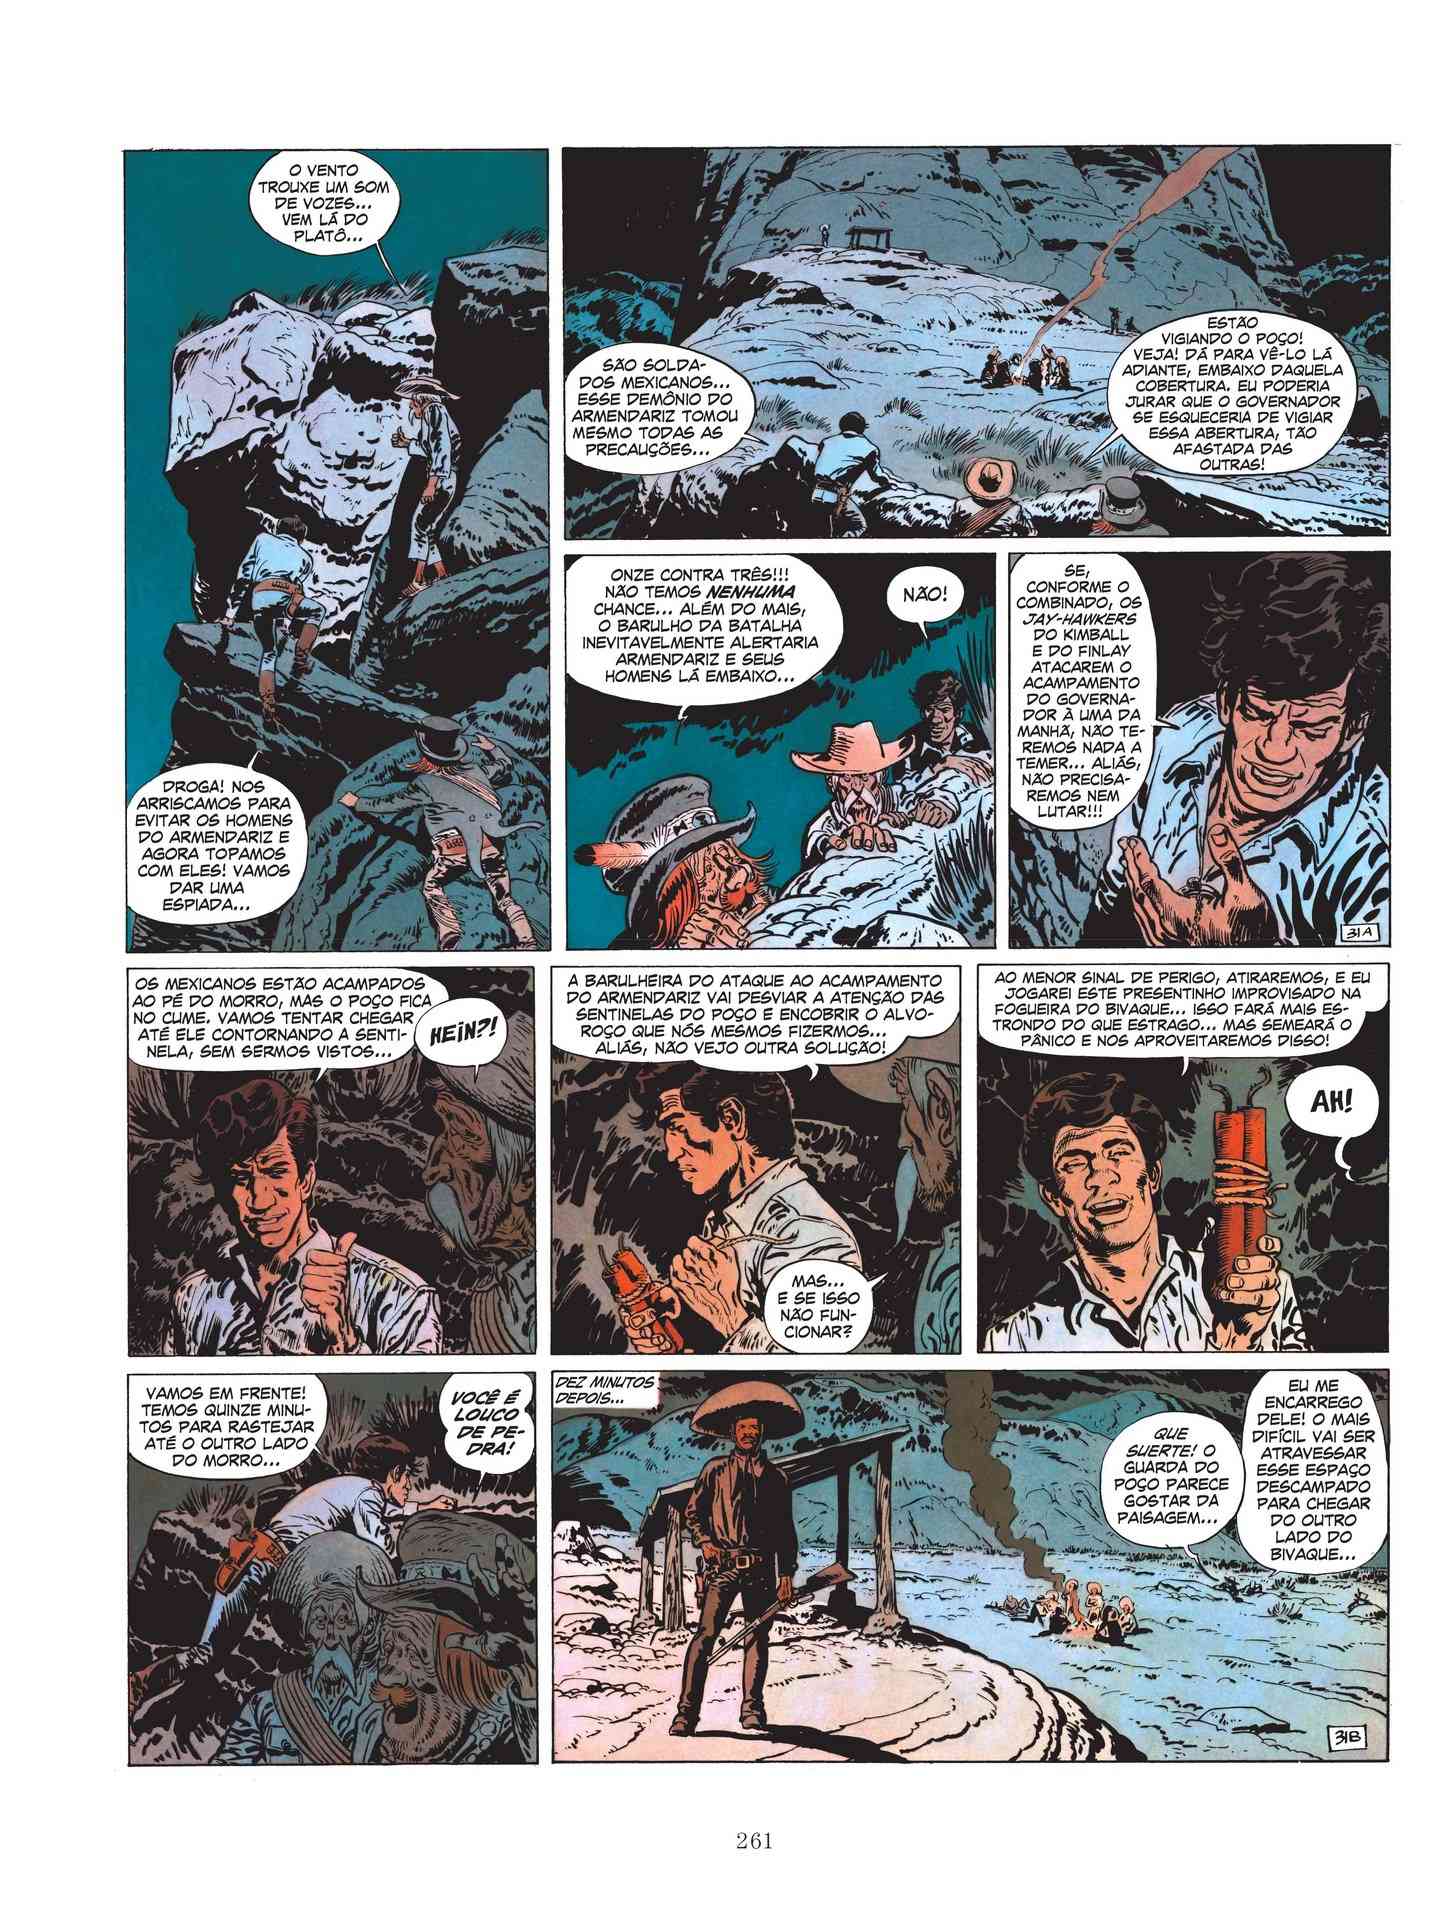 O VENTO
TROUXE UM SOM
DE VOZES...
VEM LÁ DO
PLATÔ...
DROGA! NOS
ARRISCAMOS PARA
EVITAR OS HOMENS
DO ARMENDARIZ E
AGORA TOPAMOS
COM ELES! VAMOS
DAR UMA
ESPIADA...
SÃO SOLDA-
DOS MEXICANOS...
ESSE DEMÔNIO DO
ARMENDARIZ TOMOU
MESMO TODAS AS
PRECAUÇÕES...
ESTÃO
VIGIANDO O POÇO!
VEJA! DÁ PARA VÊ-LO LÁ
ADIANTE, EMBAIXO DAQUELA
COBERTURA. EU PODERIA
JURAR QUE O GOVERNADOR
SE ESQUECERIA DE VIGIAR
ESSA ABERTURA, TÃO
AFASTADA DAS
OUTRAS!
ONZE CONTRA TRÊS!!!
NÃO TEMOS NENHUMA
CHANCE... ALÉM DO MAIS,
O BARULHO DA BATALHA
INEVITAVELMENTE ALERTARIA
ARMENDARIZ E SEUS
HOMENS LÁ EMBAIXO...
NÃO!
SE,
CONFORME O
COMBINADO, OS
JAY-HAWKERS
DO KIMBALL
E DO FINLAY
ATACAREM O
ACAMPAMENTO
DO GOVERNA-
DOR À UMA DA
MANHÃ, NÃO TE-
REMOS NADA A
TEMER... ALIÁS,
NÃO PRECISA-
REMOS NEM
LUTAR!!!
31A
OS MEXICANOS ESTÃO ACAMPADOS
AO PÉ DO MORRO, MAS O POÇO FICA
NO CUME. VAMOS TENTAR CHEGAR
ATÉ ELE CONTORNANDO A SENTI-
NELA, SEM SERMOS VISTOS...
HEIN?!
A BARULHEIRA DO ATAQUE AO ACAMPAMENTO
DO ARMENDARIZ VAI DESVIAR A ATENÇÃO DAS
SENTINELAS DO POÇO E ENCOBRIR O ALVO-
ROÇO QUE NÓS MESMOS FIZERMOS...
ALIÁS, NÃO VEJO OUTRA SOLUÇÃO!
MAS...
E SE ISSO
NÃO FUN-
CIONAR?
AO MENOR SINAL DE PERIGO, ATIRAREMOS, E EU
JOGAREI ESTE PRESENTINHO IMPROVISADO NA
FOGUEIRA DO BIVAQUE... ISSO FARÁ MAIS ES-
TRONDO DO QUE ESTRAGO... MAS SEMEARÁ O
PÂNICO E NOS APROVEITAREMOS DISSO!
AH!
VAMOS EM FRENTE!
TEMOS QUINZE MINU-
TOS PARA RASTEJAR
ATÉ O OUTRO LADO
DO MORRO...
VOCÊ É
LOUCO
DE PE-
DRA!
DEZ MINUTOS
DEPOIS...
QUE
SUERTE! O
GUARDA DO
POÇO PARECE
GOSTAR DA
PAISAGEM...
EU ME
ENCARREGO
DELE! O MAIS
DIFÍCIL VAI SER
ATRAVESSAR
ESSE ESPAÇO
DESCAMPADO
PARA CHEGAR
DO OUTRO
LADO DO
BIVAQUE...
31B
261